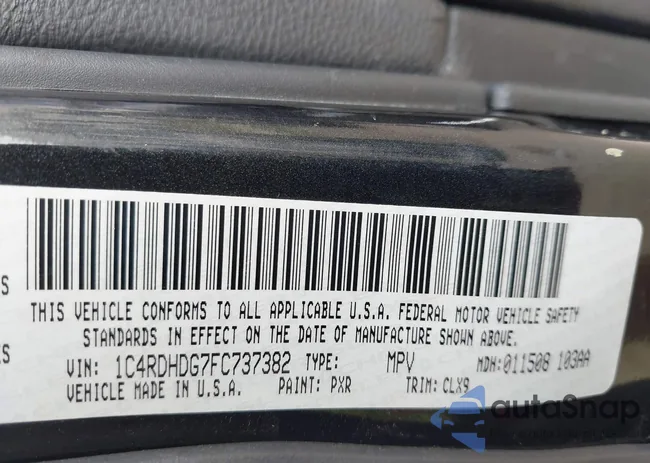 S
THIS VEHICLE CONFORMS TO ALL APPLICABLE U.S.A. FEDERAL MOTOR VEHICLE SAFETY
ES STANDARDS IN EFFECT ON THE DATE OF MANUFACTURE SHOWN ABOVE.
VIN: 1C4RDHDG7FC737382 TYPE: MPV MDH: 011508 103AA
VEHICLE MADE IN U.S.A. PAINT: PXR TRIM: CLX9
autoSnap